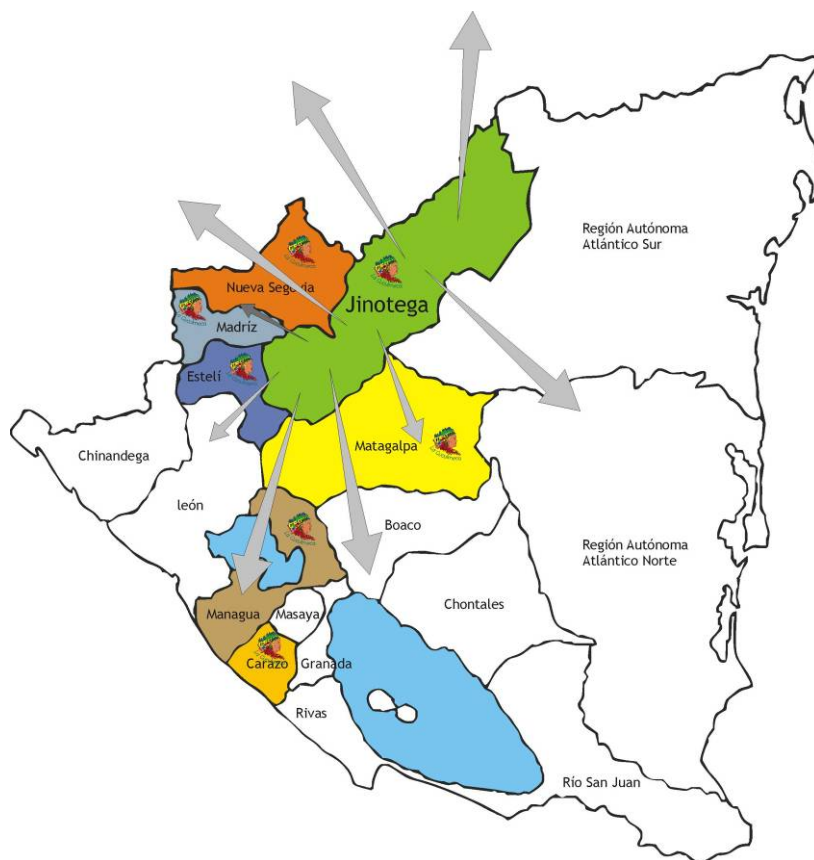 Región Autónoma
Atlántico Sur
Nueva Segovia
Jinotega
Madríz
Estelí
Chinandega
Matagalpa
león
Boaco
Región Autónoma
Atlántico Norte
Chontales
Managua
Masaya
Carazo
Granada
Rivas
Río San Juan